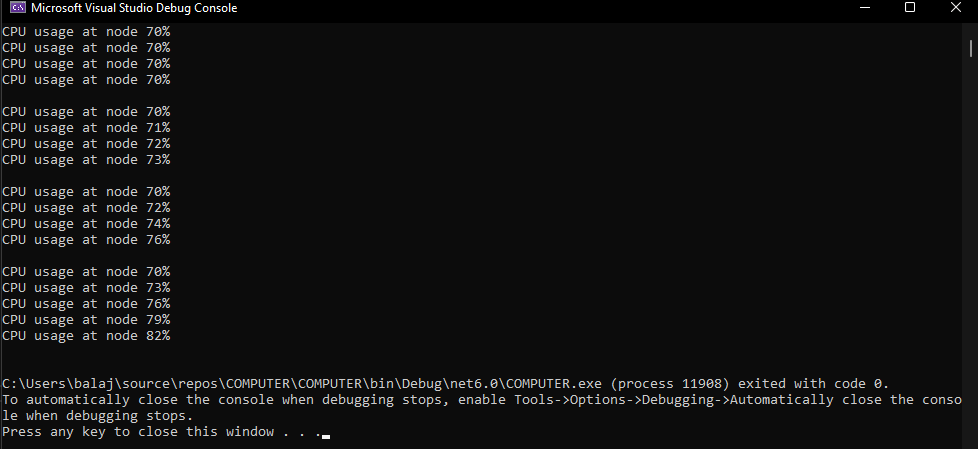 Microsoft Visual Studio Debug Console
CPU usage at node 70%
CPU usage at node 70%
CPU usage at node 70%
CPU usage at node 70%
CPU usage at node 70%
CPU usage at node 71%
CPU usage at node 72%
CPU usage at node 73%
CPU usage at node 70%
CPU usage at node 72%
CPU usage at node 74%
CPU usage at node 76%
CPU usage at node 70%
CPU usage at node 73%
CPU usage at node 76%
CPU usage at node 79%
CPU usage at node 82%
C:\Users\balaj\source\repos\COMPUTER\COMPUTER\bin\Debug\net6.0\COMPUTER.exe (process 11908) exited with code 0.
To automatically close the console when debugging stops, enable Tools->Options->Debugging->Automatically close the conso
le when debugging stops.
Press any key to close this window . . .